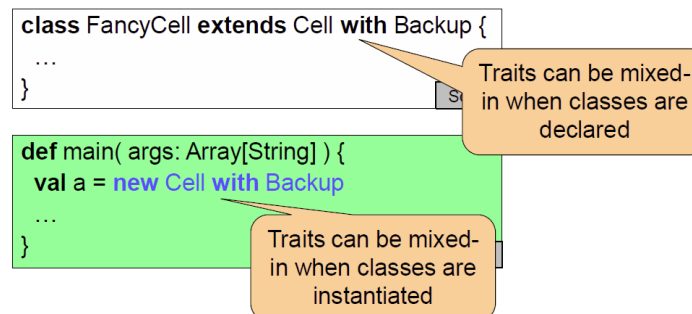 class FancyCell extends Cell with Backup {
…
}
Traits can be mixed-
in when classes are
declared
def main( args: Array[String] ) {
val a = new Cell with Backup
…
}
Traits can be mixed-
in when classes are
instantiated